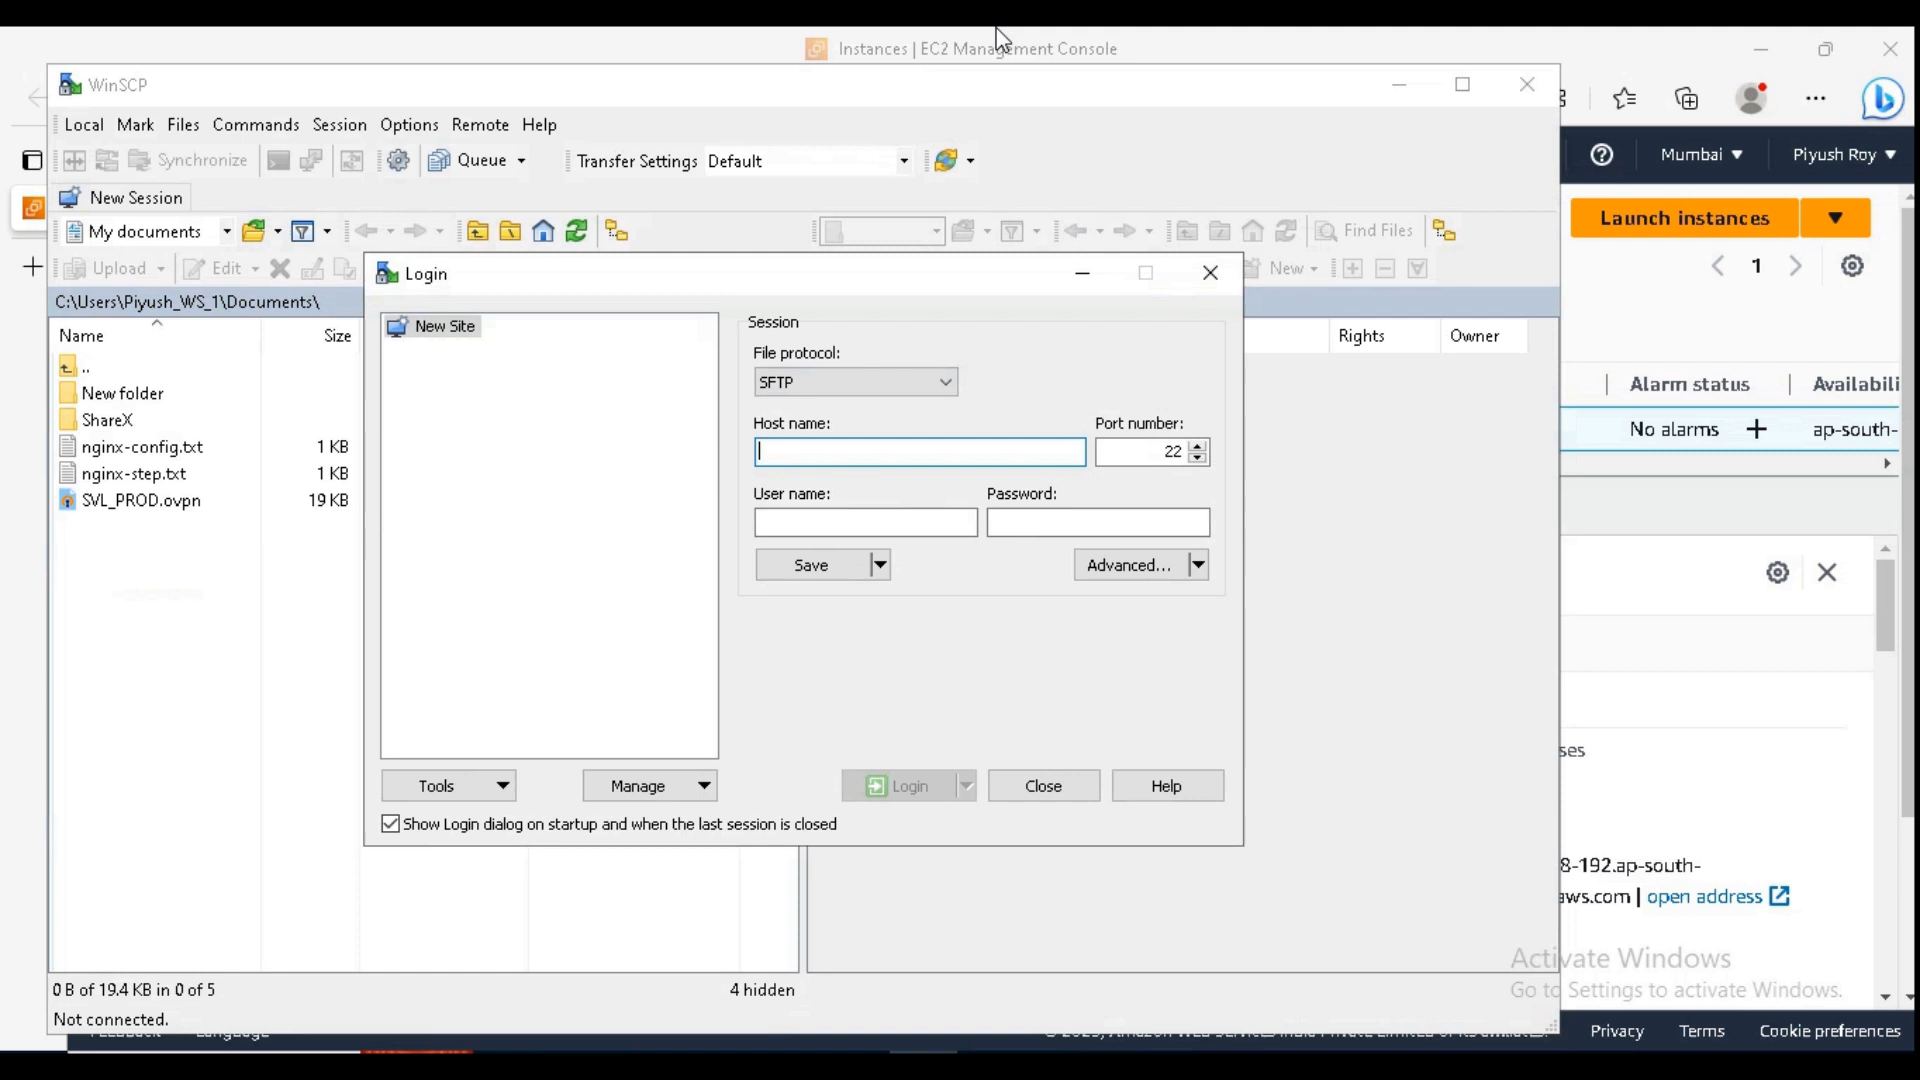 Instances | EC2 Management Console
WinSCP
Local Mark Files Commands Session Options Remote Help
Synchronize Queue Transfer Settings Default
Mumbai Piyush Roy
New Session
Launch instances
My documents Find Files
Upload Edit New
1
Login
C:\Users\Piyush_WS_1\Documents\
Name Size
Rights Owner
..
New folder
ShareX
nginx-config.txt 1 KB
nginx-step.txt 1 KB
SVL_PROD.ovpn 19 KB
New Site
Session
File protocol:
SFTP
Host name: Port number:
22
User name: Password:
Save Advanced...
Tools Manage Login Close Help
Show Login dialog on startup and when the last session is closed
Alarm status Availabili
No alarms ap-south-
ses
8-192.ap-south-
aws.com | open address
Activate Windows
Go to Settings to activate Windows.
0 B of 19.4 KB in 0 of 5 4 hidden
Not connected.
Privacy Terms Cookie preferences